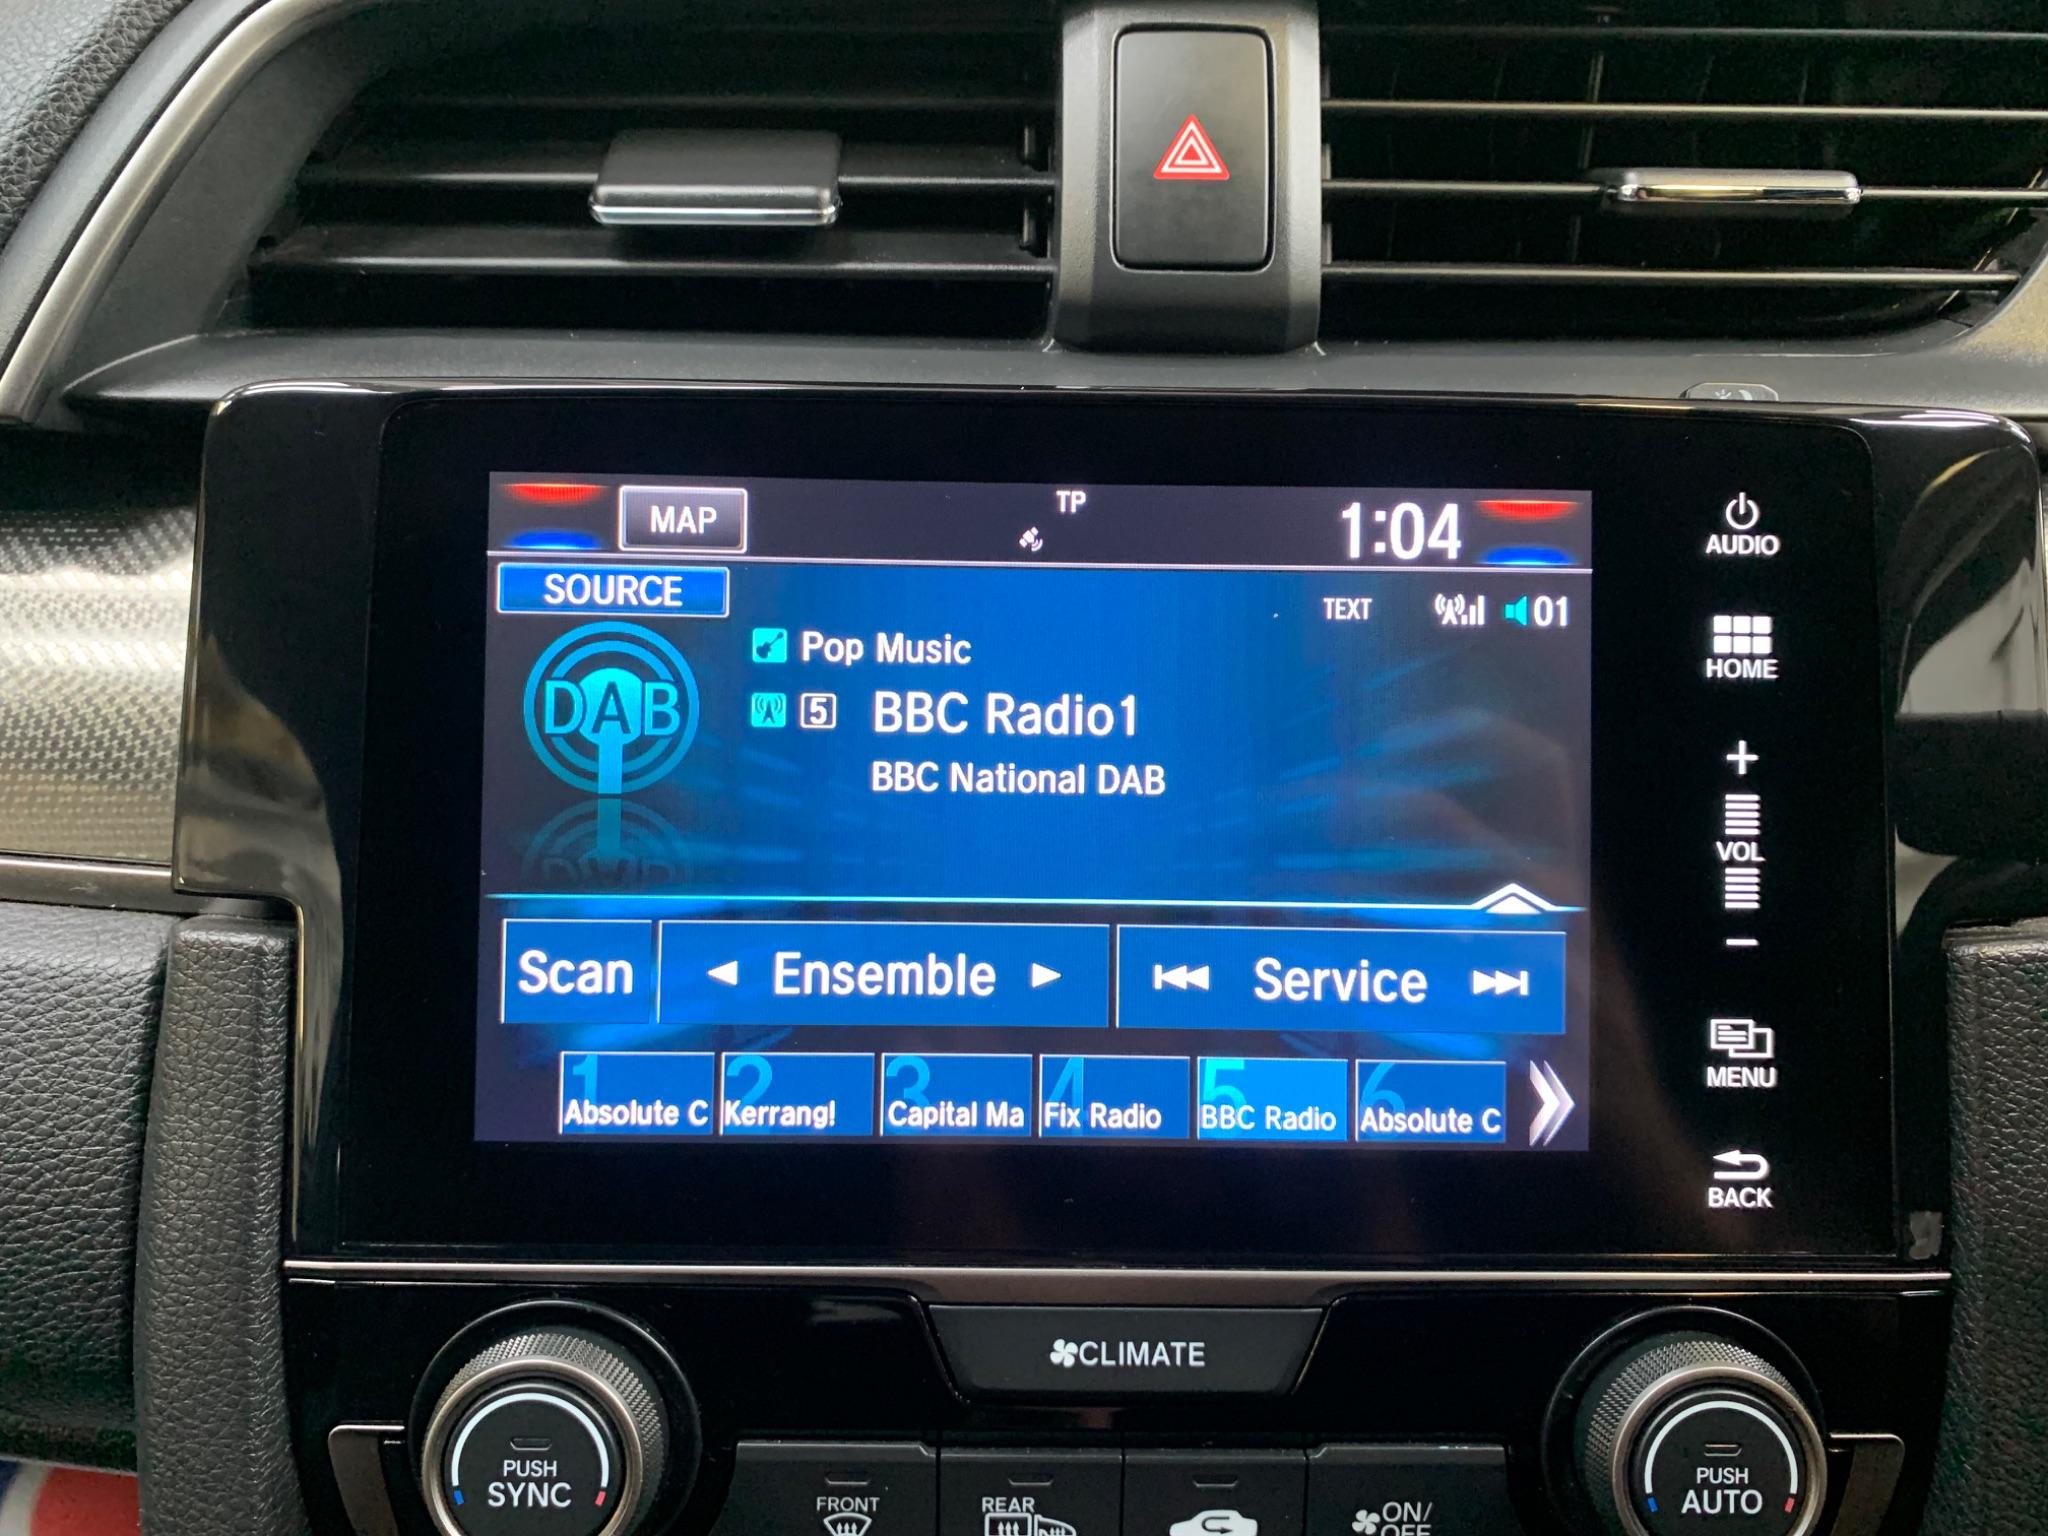 MAP
TP
1:04
AUDIO
SOURCE
TEXT
01
Pop Music
HOME
DAB
5
BBC Radio1
BBC National DAB
VOL
Scan
Ensemble
Service
1
2
3
4
5
6
Absolute C
Kerrang!
Capital Ma
Fix Radio
BBC Radio
Absolute C
MENU
BACK
CLIMATE
PUSH
SYNC
FRONT
REAR
ON/
OFF
PUSH
AUTO